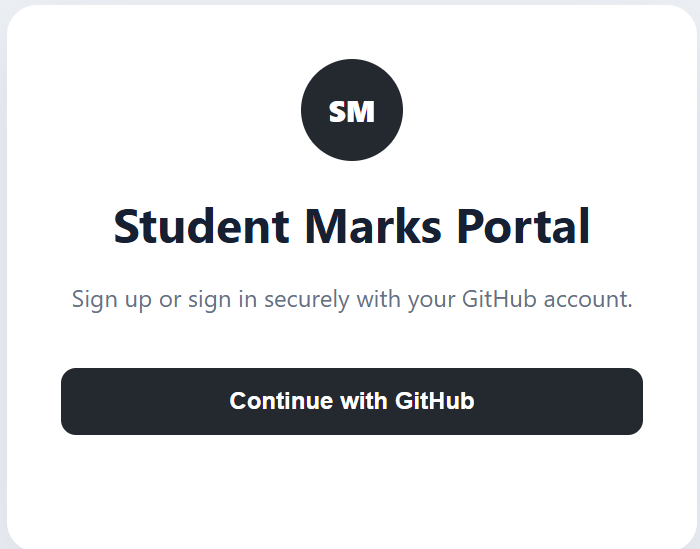 SM
Student Marks Portal
Sign up or sign in securely with your GitHub account.
Continue with GitHub